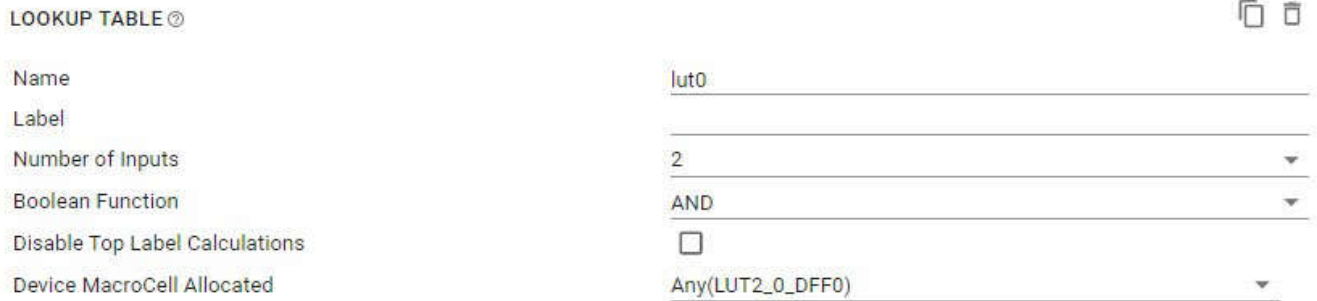 LOOKUP TABLE
Name lut0
Label
Number of Inputs 2
Boolean Function AND
Disable Top Label Calculations
Device MacroCell Allocated Any(LUT2_0_DFF0)